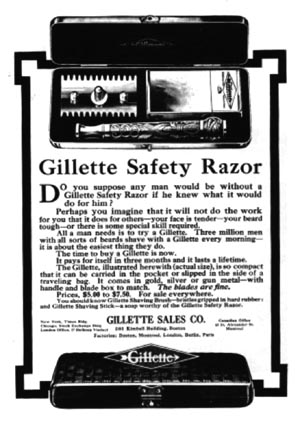 Gillette Safety Razor
DO you suppose any man would be without a
Gillette Safety Razor if he knew what it would
do for him?
Perhaps you imagine that it will not do the work
for you that it does for others—your face is tender—your beard
tough—or there is some special skill required.
All a man needs is to try a Gillette. Three million men
with all sorts of beards shave with a Gillette every morning—
it is about the easiest thing they do.
The time to buy a Gillette is now.
It pays for itself in three months and it lasts a lifetime.
The Gillette, illustrated herewith (actual size), is so compact
that it can be carried in the pocket or slipped in the side of a
traveling bag. It comes in gold, silver or gun metal—with
handle and blade box to match. The blades are fine.
Prices, $5.00 to $7.50. For sale everywhere.
You should know Gillette Shaving Brush—bristles gripped in hard rubber:
and Gillette Shaving Stick—a soap worthy of the Gillette Safety Razor.
GILLETTE SALES CO.
New York, Times Bldg.
Chicago, Stock Exchange Bldg.
London Office, 17 Holborn Viaduct
Canadian Office
Montreal
Kimball Building, Boston
Factories: Boston, Montreal, London, Berlin, Paris
Gillette